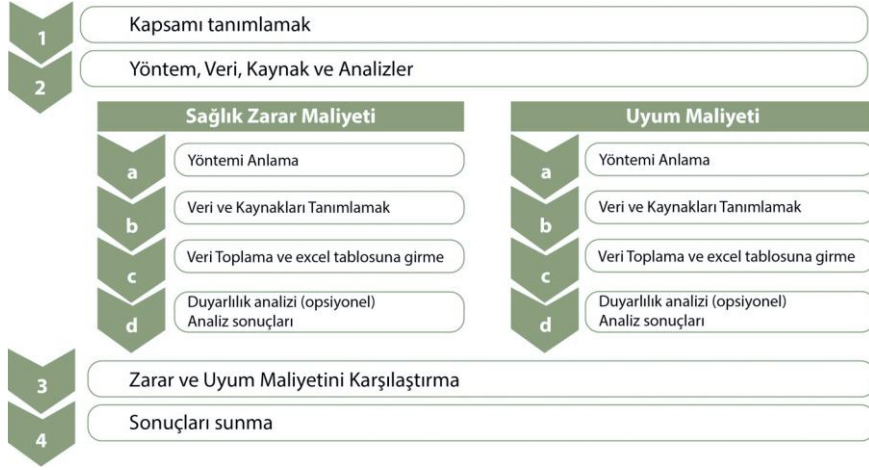 1
Kapsamı tanımlamak
2
Yöntem, Veri, Kaynak ve Analizler
Sağlık Zarar Maliyeti
a
Yöntemi Anlama
b
Veri ve Kaynakları Tanımlamak
c
Veri Toplama ve excel tablosuna girme
d
Duyarlılık analizi (opsiyonel)
Analiz sonuçları
Uyum Maliyeti
a
Yöntemi Anlama
b
Veri ve Kaynakları Tanımlamak
c
Veri Toplama ve excel tablosuna girme
d
Duyarlılık analizi (opsiyonel)
Analiz sonuçları
3
Zarar ve Uyum Maliyetini Karşılaştırma
4
Sonuçları sunma